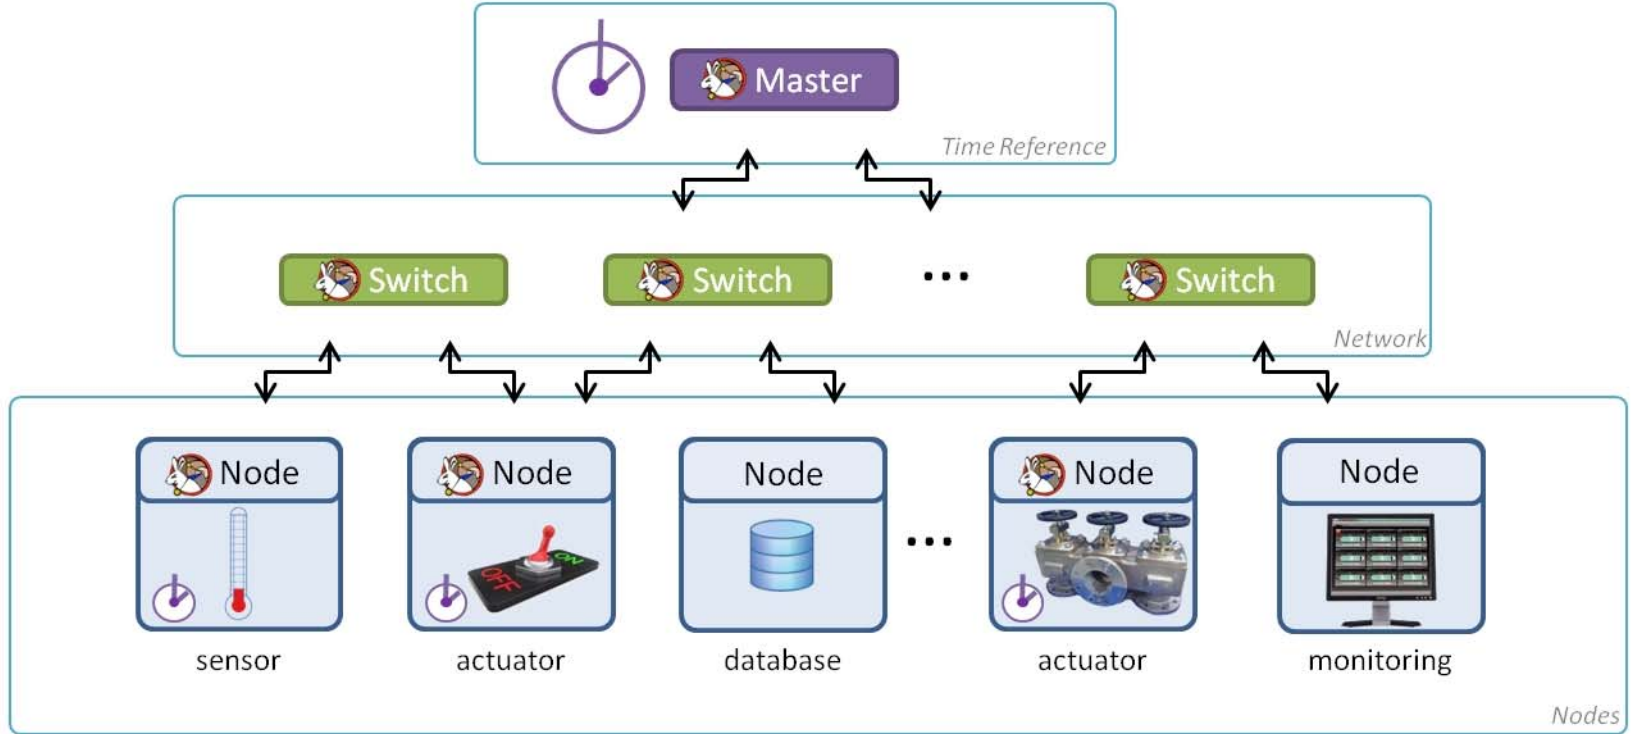 Master
Time Reference
Switch
Switch
...
Switch
Network
Node
Node
Node
Node
Node
OFF
ON
...
sensor
actuator
database
actuator
monitoring
Nodes